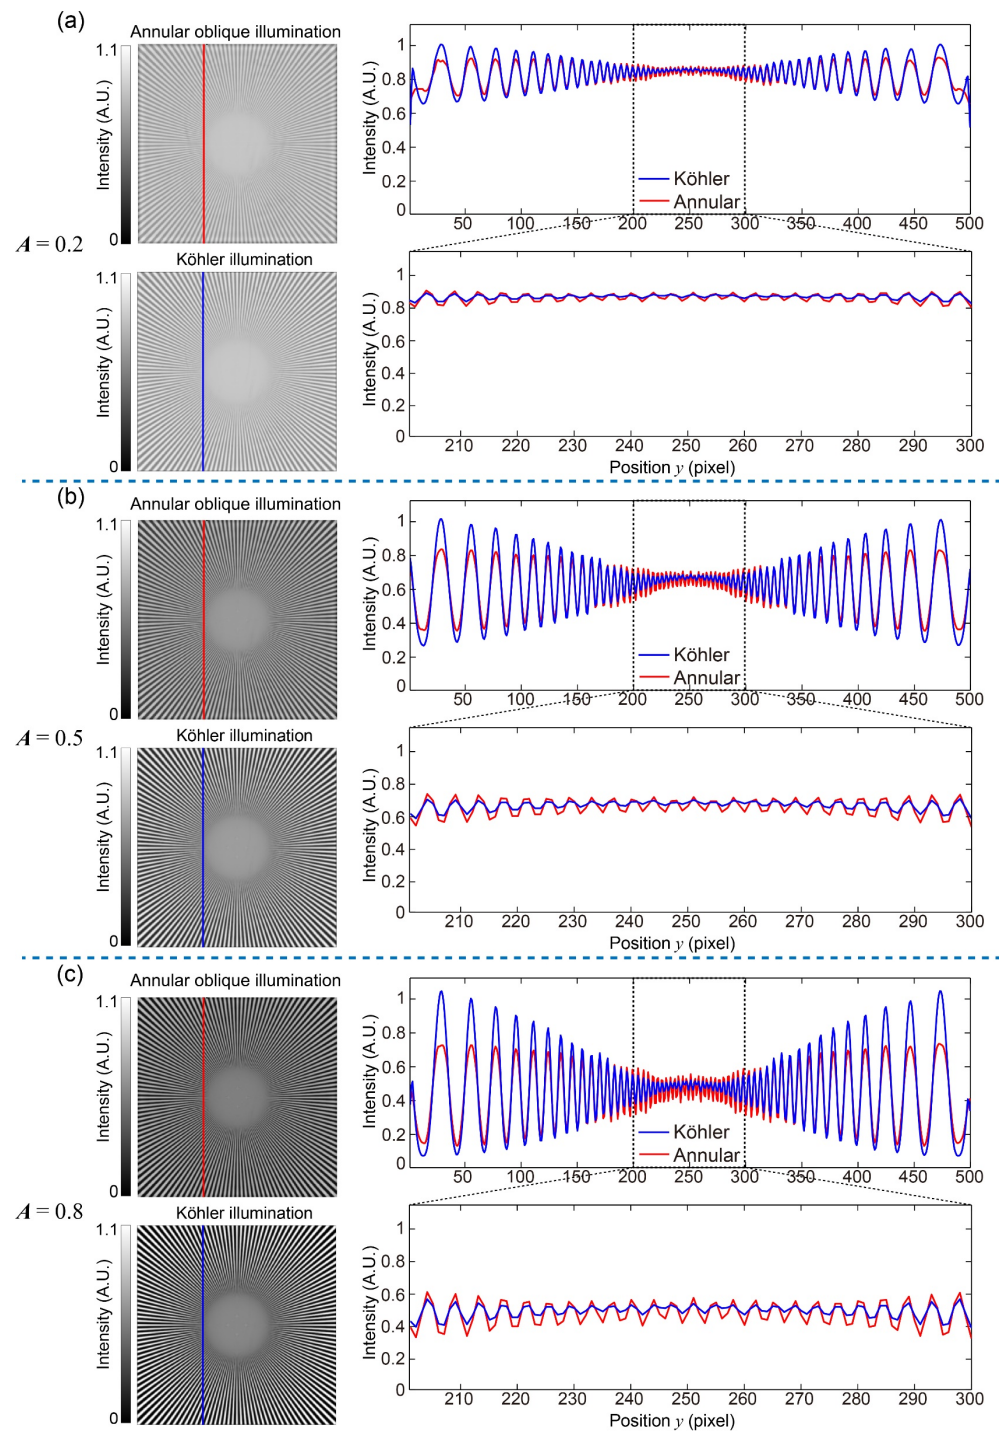 (a)
Annular oblique illumination
1.1
Intensity (A.U.)
0
A = 0.2
Köhler illumination
1.1
Intensity (A.U.)
0
1
0.8
0.6
0.4
0.2
0
Intensity (A.U.)
Köhler
Annular
50 100 150 200 250 300 350 400 450 500
1
0.8
0.6
0.4
0.2
0
Intensity (A.U.)
210 220 230 240 250 260 270 280 290 300
Position y (pixel)
(b)
Annular oblique illumination
1.1
Intensity (A.U.)
0
A = 0.5
Köhler illumination
1.1
Intensity (A.U.)
0
1
0.8
0.6
0.4
0.2
0
Intensity (A.U.)
Köhler
Annular
50 100 150 200 250 300 350 400 450 500
1
0.8
0.6
0.4
0.2
0
Intensity (A.U.)
210 220 230 240 250 260 270 280 290 300
Position y (pixel)
(c)
Annular oblique illumination
1.1
Intensity (A.U.)
0
A = 0.8
Köhler illumination
1.1
Intensity (A.U.)
0
1
0.8
0.6
0.4
0.2
0
Intensity (A.U.)
Köhler
Annular
50 100 150 200 250 300 350 400 450 500
1
0.8
0.6
0.4
0.2
0
Intensity (A.U.)
210 220 230 240 250 260 270 280 290 300
Position y (pixel)